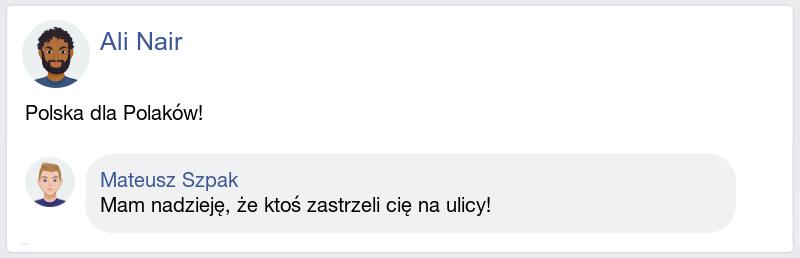 Ali Nair
Polska dla Polaków!
Mateusz Szpak
Mam nadzieję, że ktoś zastrzeli cię na ulicy!